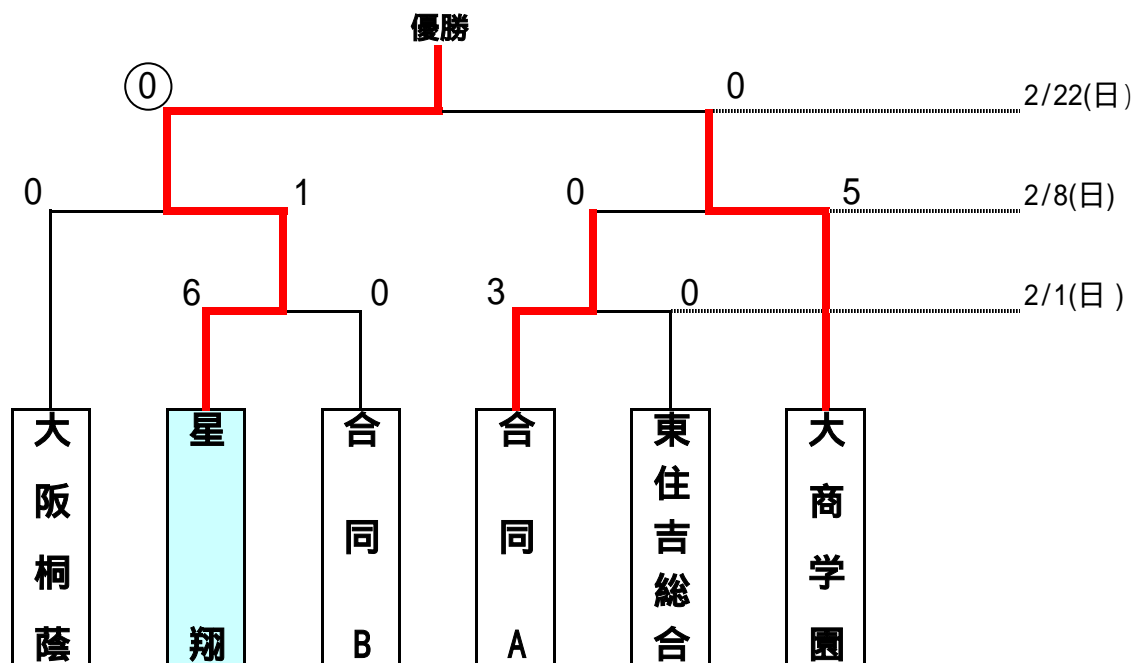 優勝
0 0 2/22(日)
0 1 0 5 2/8(日)
6 0 3 0 2/1(日 )
大阪桐蔭
星翔
合同B
合同A
東住吉総合
大商学園